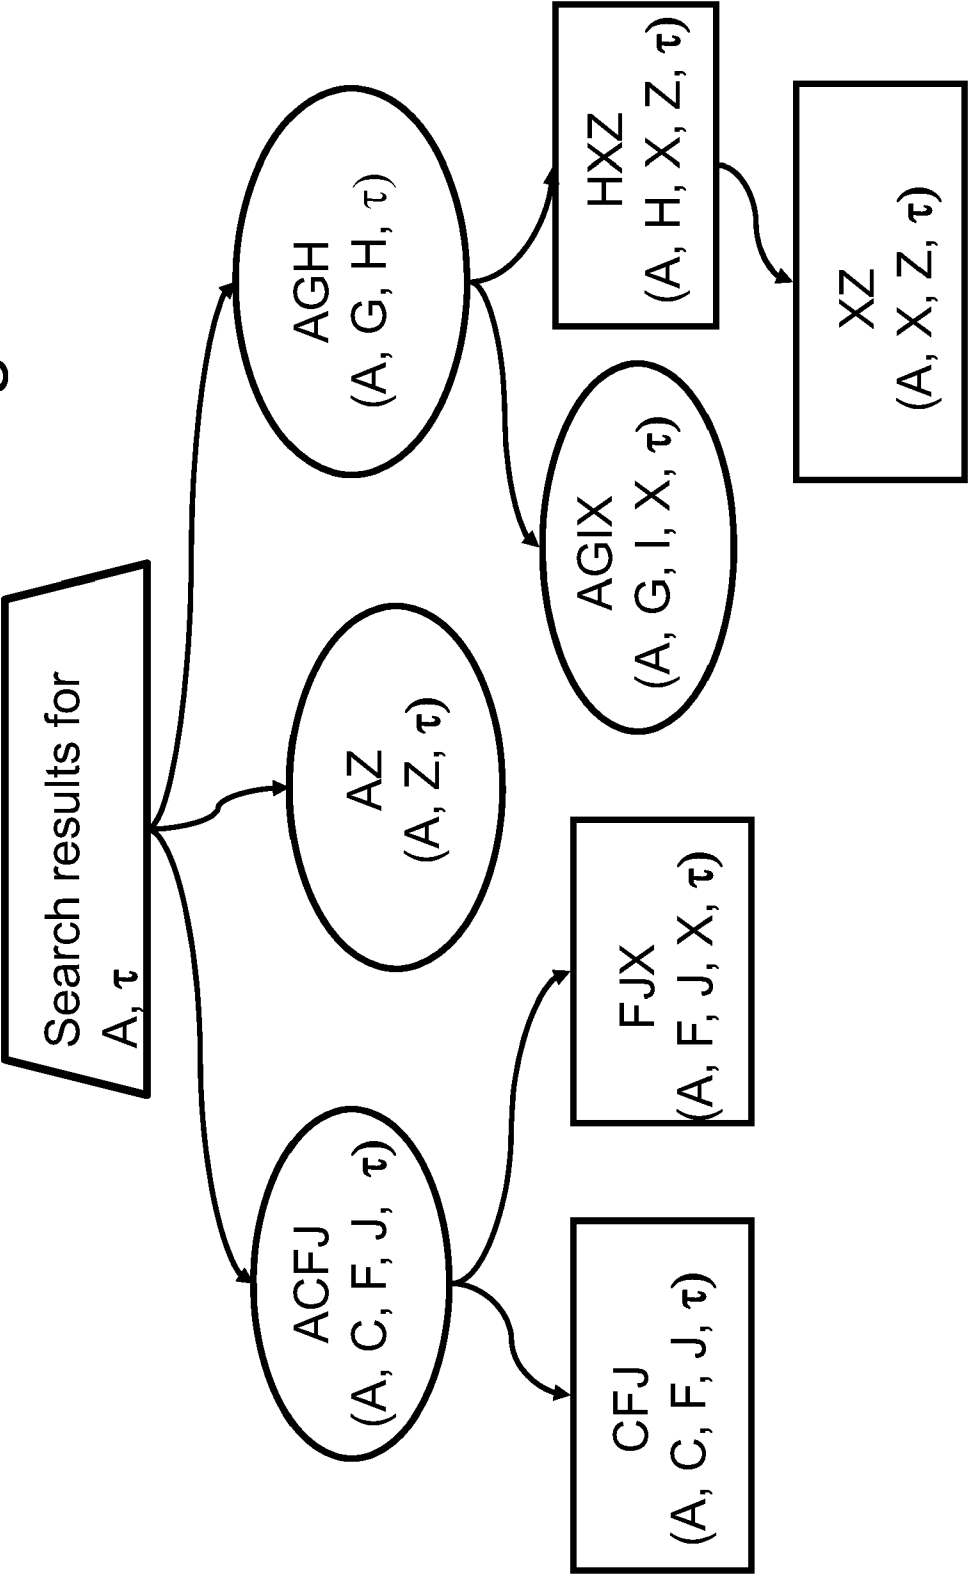 Search results for
A, τ
ACFJ
(A, C, F, J, τ)
AZ
(A, Z, τ)
AGH
(A, G, H, τ)
CFJ
(A, C, F, J, τ)
FJX
(A, F, J, X, τ)
AGIX
(A, G, I, X, τ)
HXZ
(A, H, X, Z, τ)
XZ
(A, X, Z, τ)